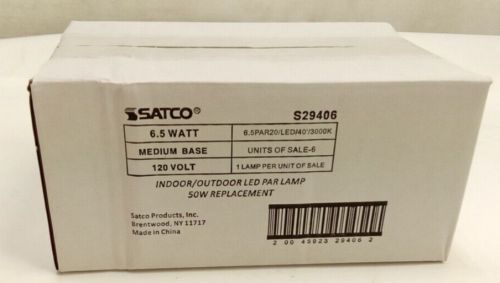 SATCO® S29406
6.5 WATT 6.5PAR20/LED/40'/3000K
MEDIUM BASE UNITS OF SALE-6
120 VOLT 1 LAMP PER UNIT OF SALE
INDOOR/OUTDOOR LED PAR LAMP
50W REPLACEMENT
Satco Products, Inc.
Brentwood, NY 11717
Made in China
2 00 45923 29406 2